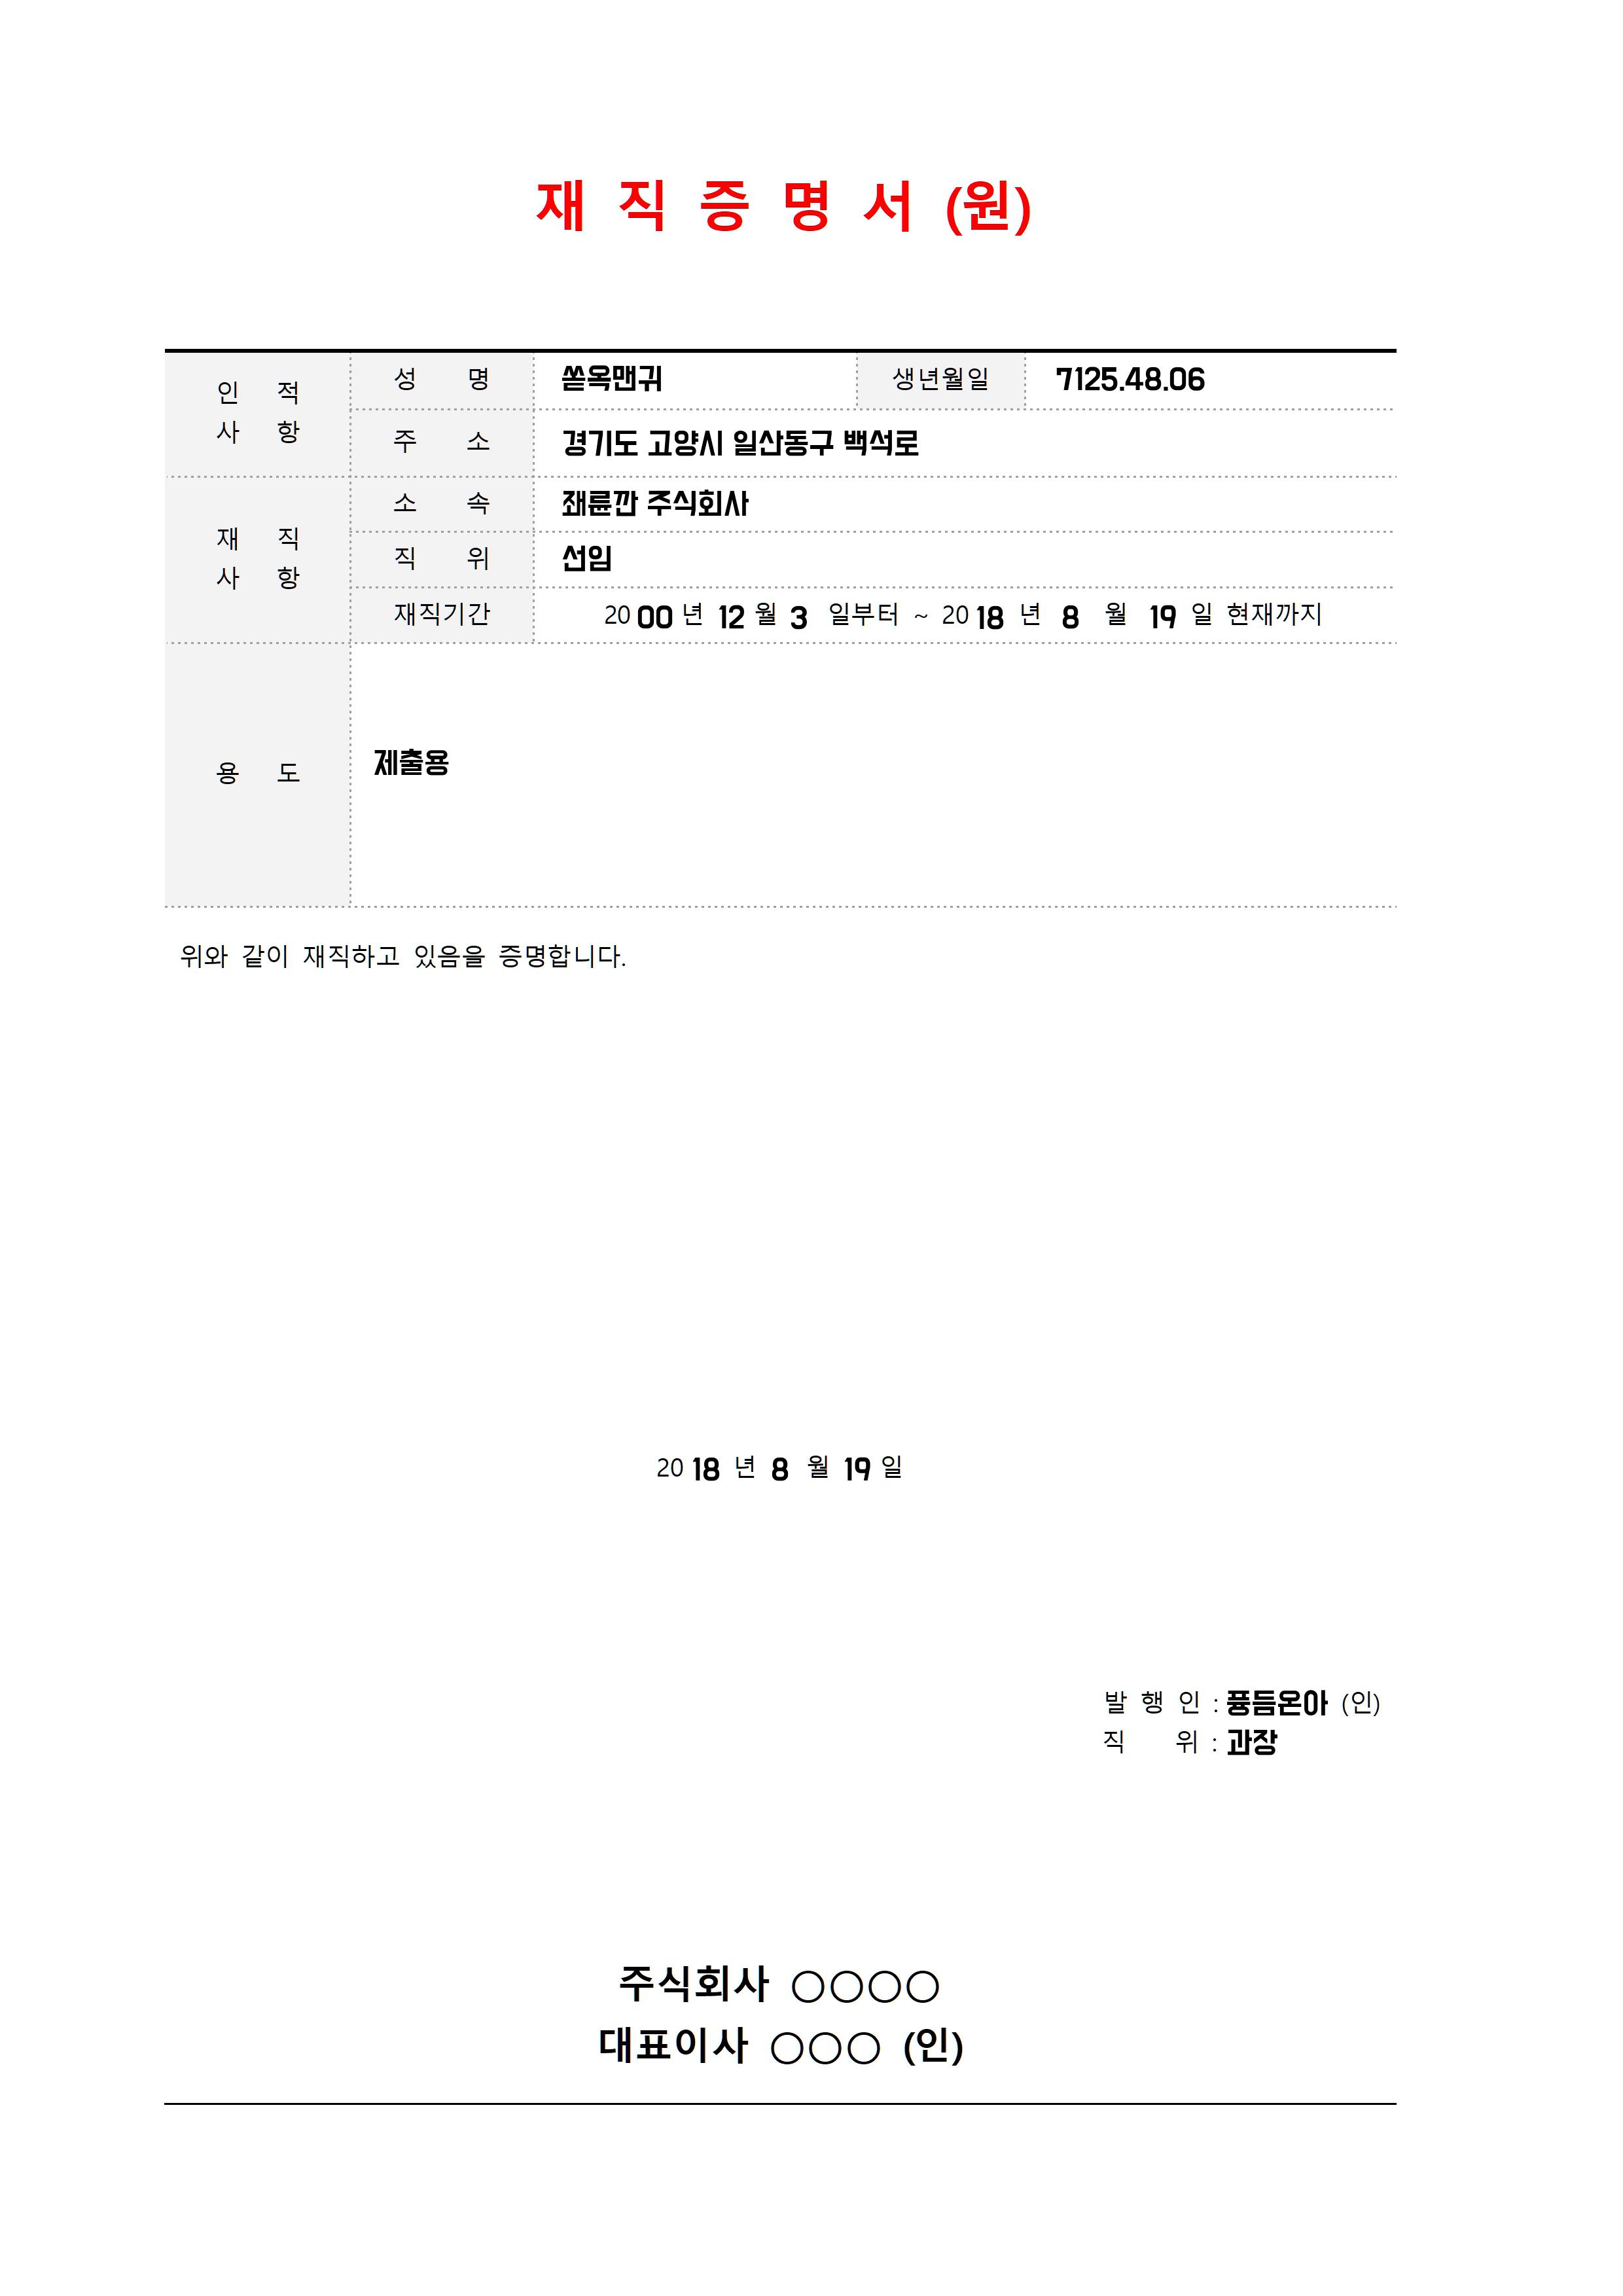 재 직 증 명 서 (원)
인 적 사 항
성 명 쏟옥맨귀 생년월일 7125.48.06
주 소 경기도 고양시 일산동구 백석로
재 직 사 항
소 속 좨륜깐 주식회사
직 위 선임
재직기간 20 00 년 12 월 3 일부터 ~ 20 18 년 8 월 19 일 현재까지
용 도 제출용
위와 같이 재직하고 있음을 증명합니다.
20 18 년 8 월 19 일
발 행 인 : 퓽듬온아 (인)
직 위 : 과장
주식회사 ○○○○
대표이사 ○○○ (인)